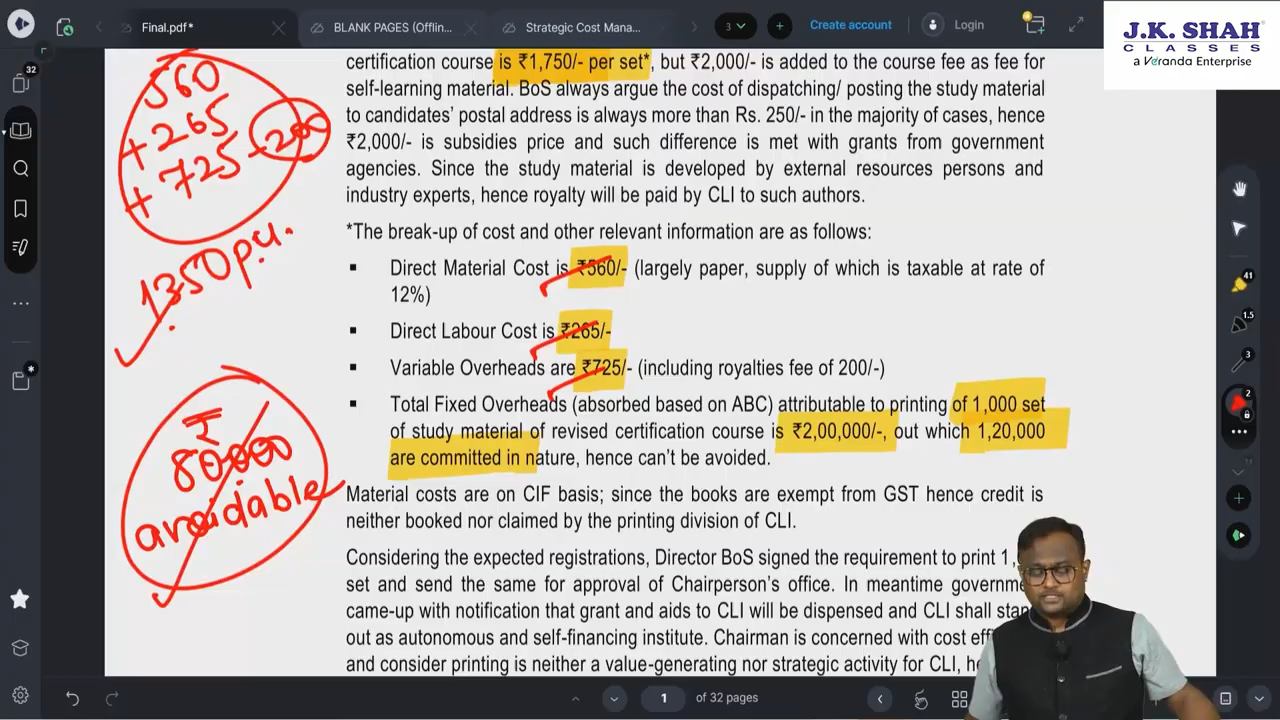 Final.pdf*
BLANK PAGES (Offlin...
Strategic Cost Mana...
3
Create account
Login
J.K. SHAH
CLASSES
a Veranda Enterprise
32
certification course is ₹1,750/- per set*, but ₹2,000/- is added to the course fee as fee for
self-learning material. BoS always argue the cost of dispatching/ posting the study material
to candidates' postal address is always more than Rs. 250/- in the majority of cases, hence
₹2,000/- is subsidies price and such difference is met with grants from government
agencies. Since the study material is developed by external resources persons and
industry experts, hence royalty will be paid by CLI to such authors.
*The break-up of cost and other relevant information are as follows:
▪ Direct Material Cost is ₹560/- (largely paper, supply of which is taxable at rate of
12%)
▪ Direct Labour Cost is ₹265/-
▪ Variable Overheads are ₹725/- (including royalties fee of 200/-)
▪ Total Fixed Overheads (absorbed based on ABC) attributable to printing of 1,000 set
of study material of revised certification course is ₹2,00,000/-, out which 1,20,000
are committed in nature, hence can't be avoided.
Material costs are on CIF basis; since the books are exempt from GST hence credit is
neither booked nor claimed by the printing division of CLI.
Considering the expected registrations, Director BoS signed the requirement to print 1,
set and send the same for approval of Chairperson's office. In meantime
came-up with notification that grant and aids to CLI will be dispensed and CLI shall
out as autonomous and self-financing institute. Chairman is concerned with cost
and consider printing is neither a value-generating nor strategic activity for CLI,
560
+ 265
+ 725 - 200
1350 p.u.
₹
80000
avoidable
41
1.5
3
2
1 of 32 pages